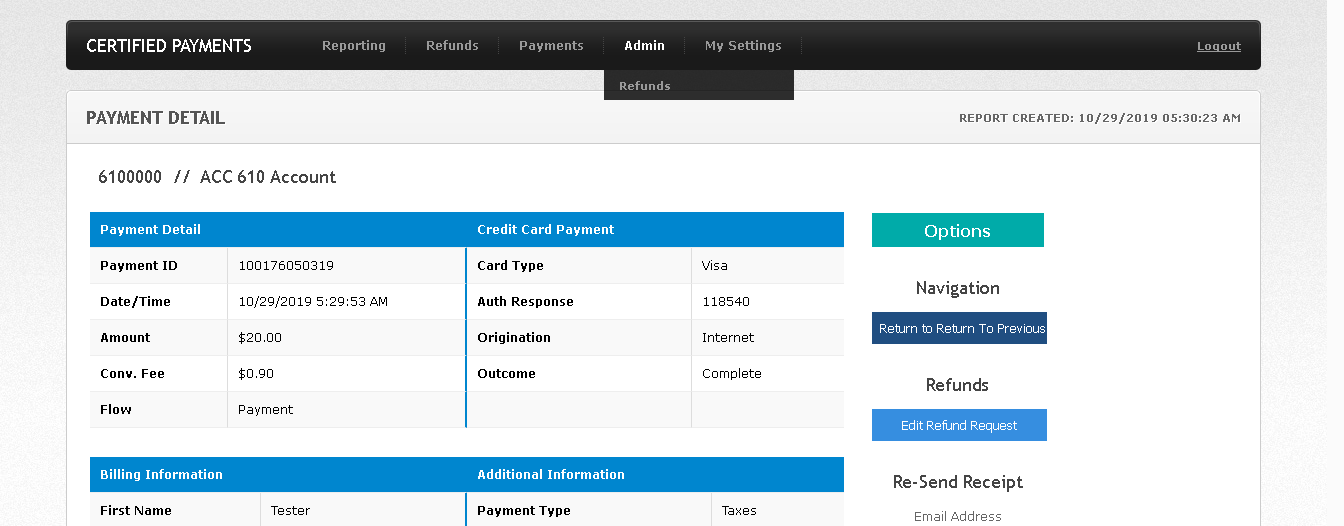 CERTIFIED PAYMENTS Reporting Refunds Payments Admin My Settings Logout
Refunds
PAYMENT DETAIL REPORT CREATED: 10/29/2019 05:30:23 AM
6100000 // ACC 610 Account
Payment Detail Credit Card Payment
Payment ID 100176050319 Card Type Visa
Date/Time 10/29/2019 5:29:53 AM Auth Response 118540
Amount $20.00 Origination Internet
Conv. Fee $0.90 Outcome Complete
Flow Payment
Billing Information Additional Information
First Name Tester Payment Type Taxes
Options
Navigation
Return to Return To Previous
Refunds
Edit Refund Request
Re-Send Receipt
Email Address